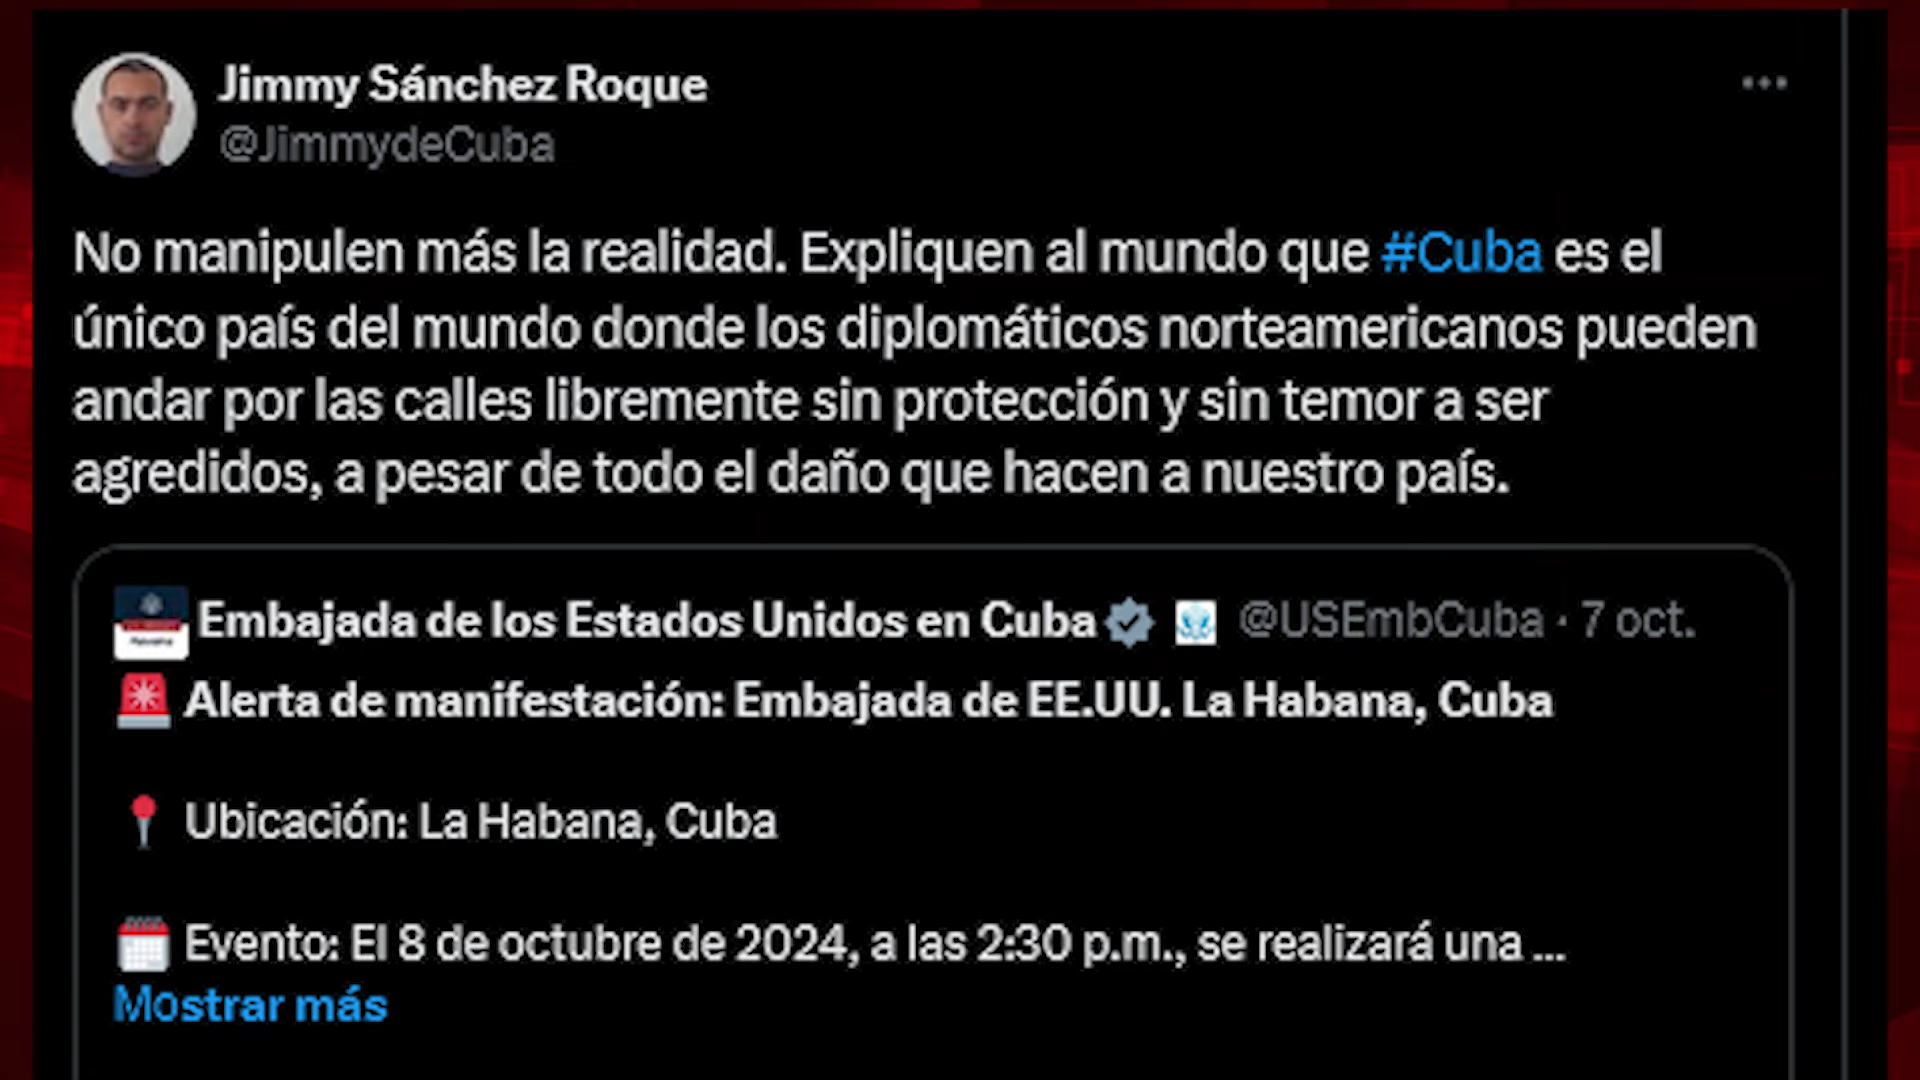 Jimmy Sánchez Roque
@JimmydeCuba
No manipulen más la realidad. Expliquen al mundo que #Cuba es el
único país del mundo donde los diplomáticos norteamericanos pueden
andar por las calles libremente sin protección y sin temor a ser
agredidos, a pesar de todo el daño que hacen a nuestro país.
Embajada de los Estados Unidos en Cuba @USEmbCuba · 7 oct.
Alerta de manifestación: Embajada de EE.UU. La Habana, Cuba
Ubicación: La Habana, Cuba
Evento: El 8 de octubre de 2024, a las 2:30 p.m., se realizará una ...
Mostrar más